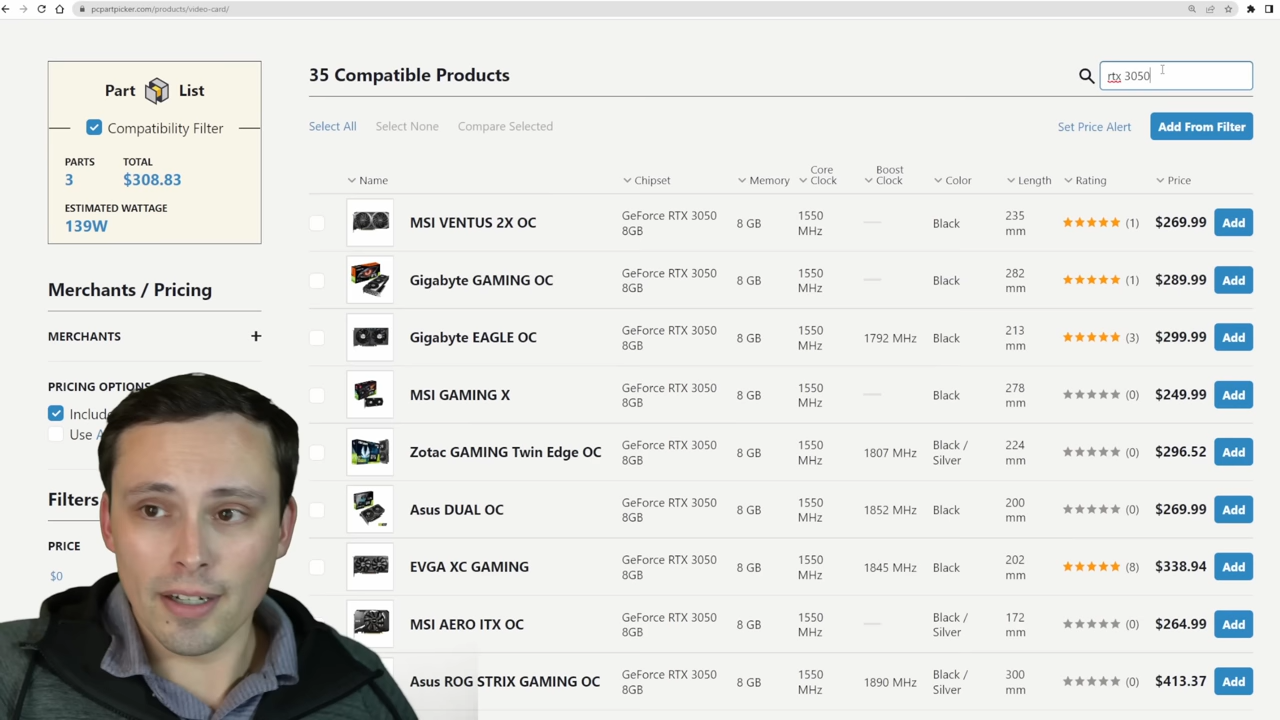 pcpartpicker.com/products/video-card/
Part List
Compatibility Filter
PARTS TOTAL
3 $308.83
ESTIMATED WATTAGE
139W
Merchants / Pricing
MERCHANTS +
PRICING OPTIONS
Includ
Use
Filters
PRICE
$0
35 Compatible Products
rtx 3050
Select All Select None Compare Selected
Set Price Alert Add From Filter
Name Chipset Memory Core Clock Boost Clock Color Length Rating Price
MSI VENTUS 2X OC GeForce RTX 3050 8GB 8 GB 1550 MHz Black 235 mm (1) $269.99 Add
Gigabyte GAMING OC GeForce RTX 3050 8GB 8 GB 1550 MHz Black 282 mm (1) $289.99 Add
Gigabyte EAGLE OC GeForce RTX 3050 8GB 8 GB 1550 MHz 1792 MHz Black 213 mm (3) $299.99 Add
MSI GAMING X GeForce RTX 3050 8GB 8 GB 1550 MHz Black 278 mm (0) $249.99 Add
Zotac GAMING Twin Edge OC GeForce RTX 3050 8GB 8 GB 1550 MHz 1807 MHz Black / Silver 224 mm (0) $296.52 Add
Asus DUAL OC GeForce RTX 3050 8GB 8 GB 1550 MHz 1852 MHz Black 200 mm (0) $269.99 Add
EVGA XC GAMING GeForce RTX 3050 8GB 8 GB 1550 MHz 1845 MHz Black 202 mm (8) $338.94 Add
MSI AERO ITX OC GeForce RTX 3050 8GB 8 GB 1550 MHz Black / Silver 172 mm (0) $264.99 Add
Asus ROG STRIX GAMING OC GeForce RTX 3050 8GB 8 GB 1550 MHz 1890 MHz Black 300 mm (0) $413.37 Add